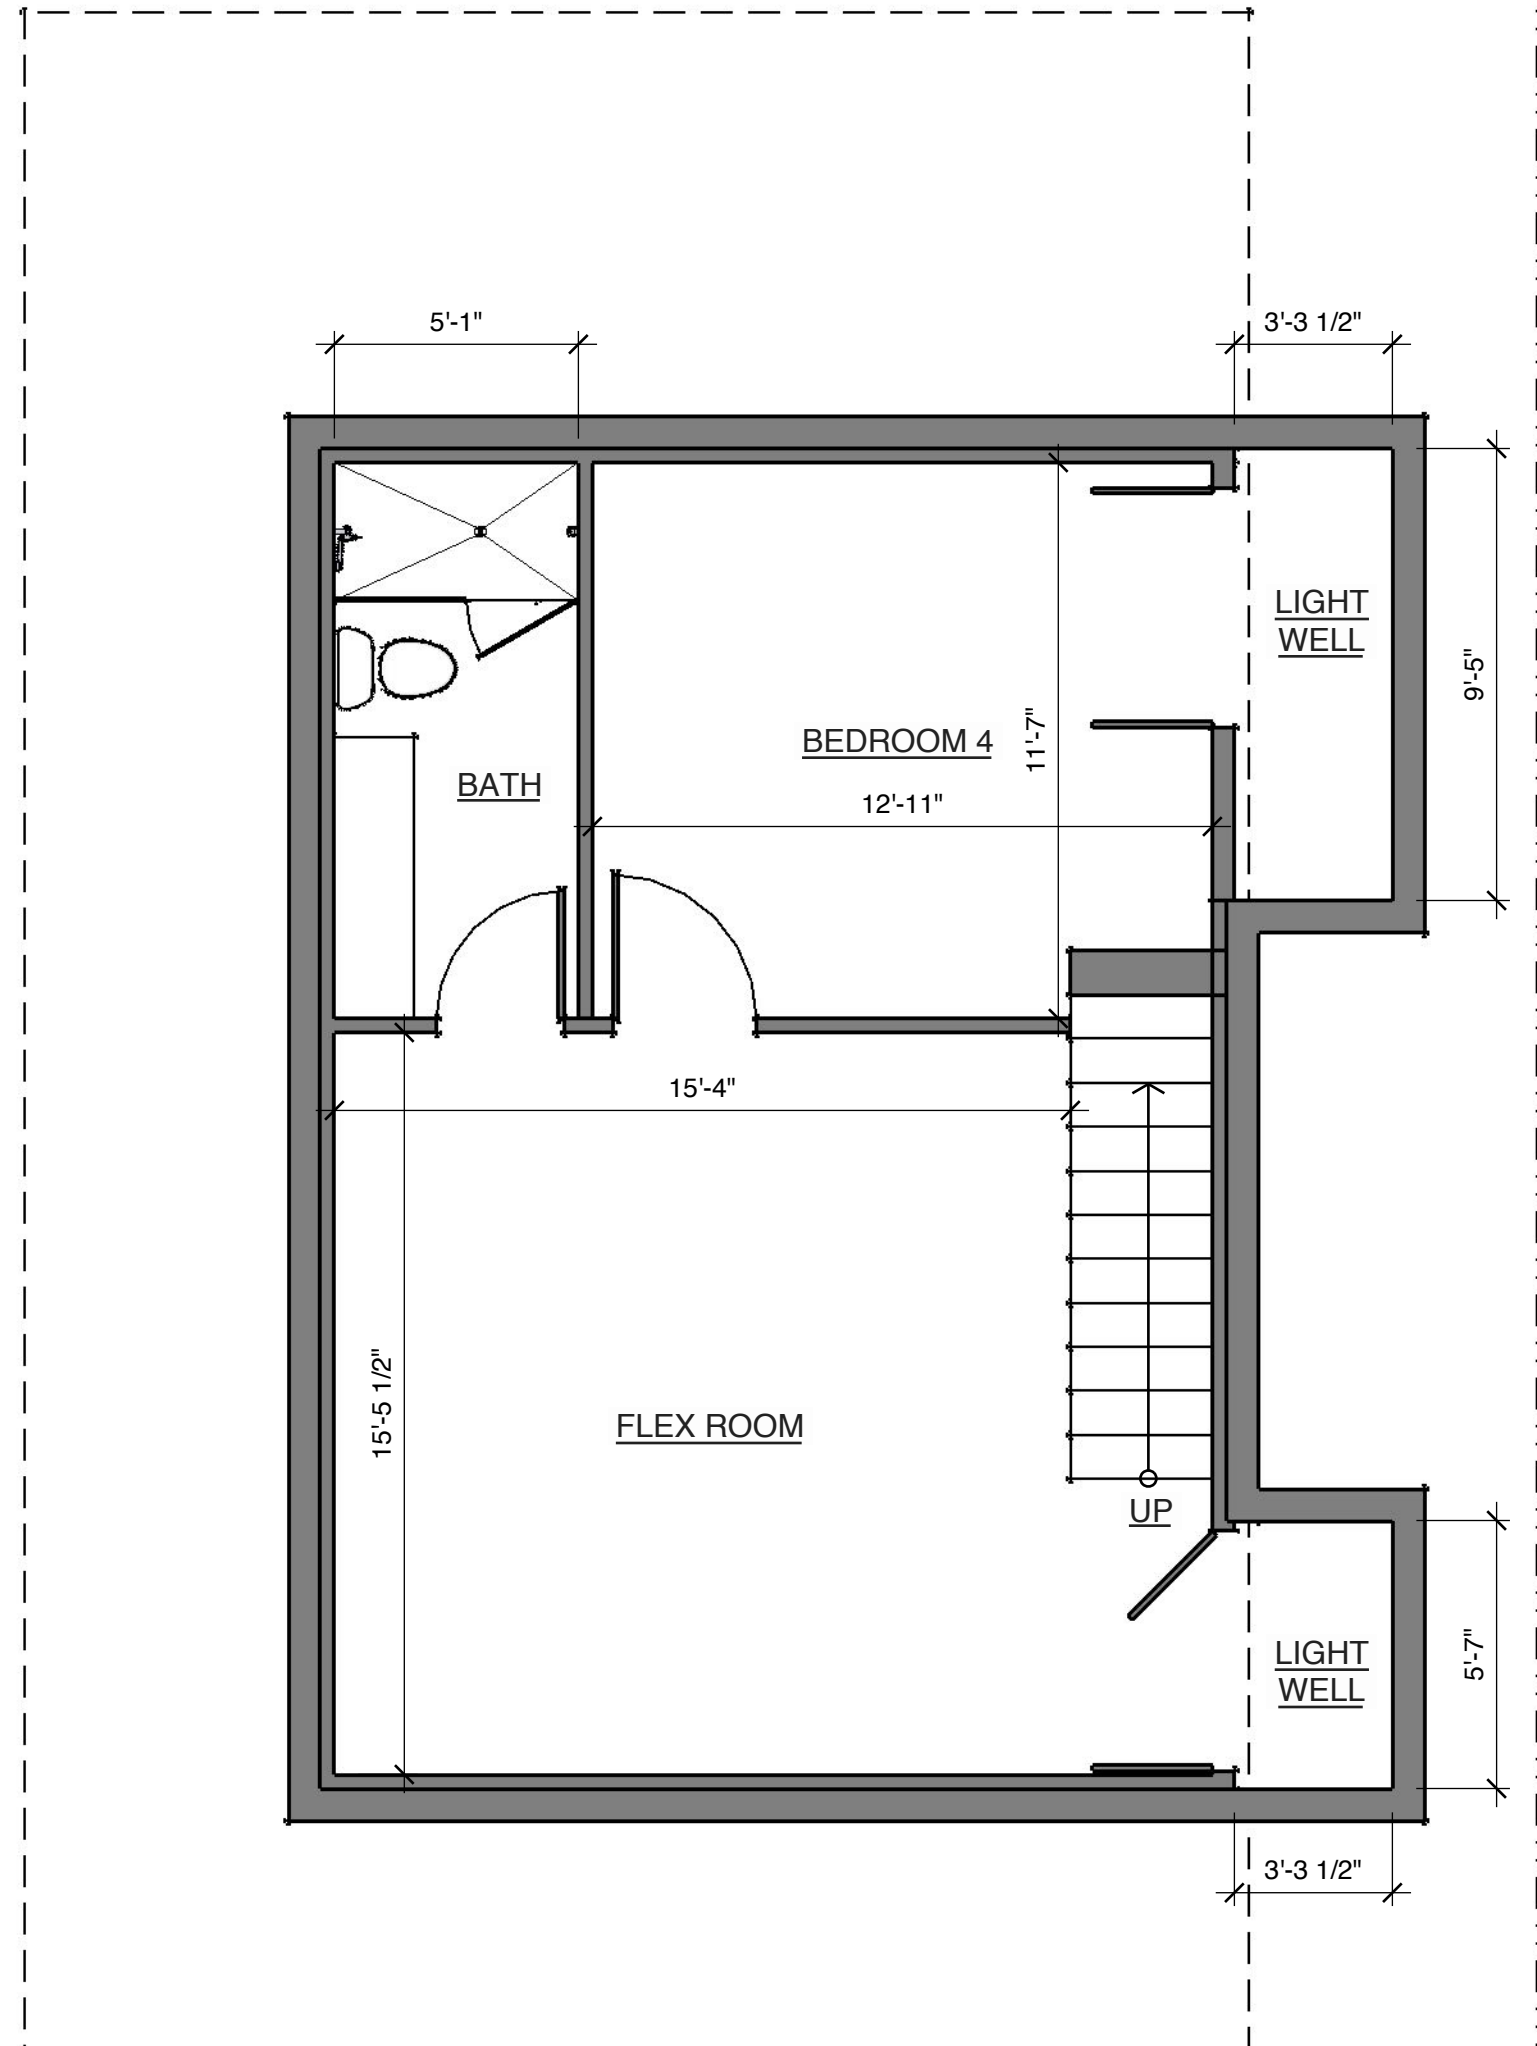 5'-1"
3'-3 1/2"
LIGHT
WELL
9'-5"
BEDROOM 4
11'-7"
BATH
12'-11"
15'-4"
15'-5 1/2"
FLEX ROOM
UP
LIGHT
WELL
5'-7"
3'-3 1/2"